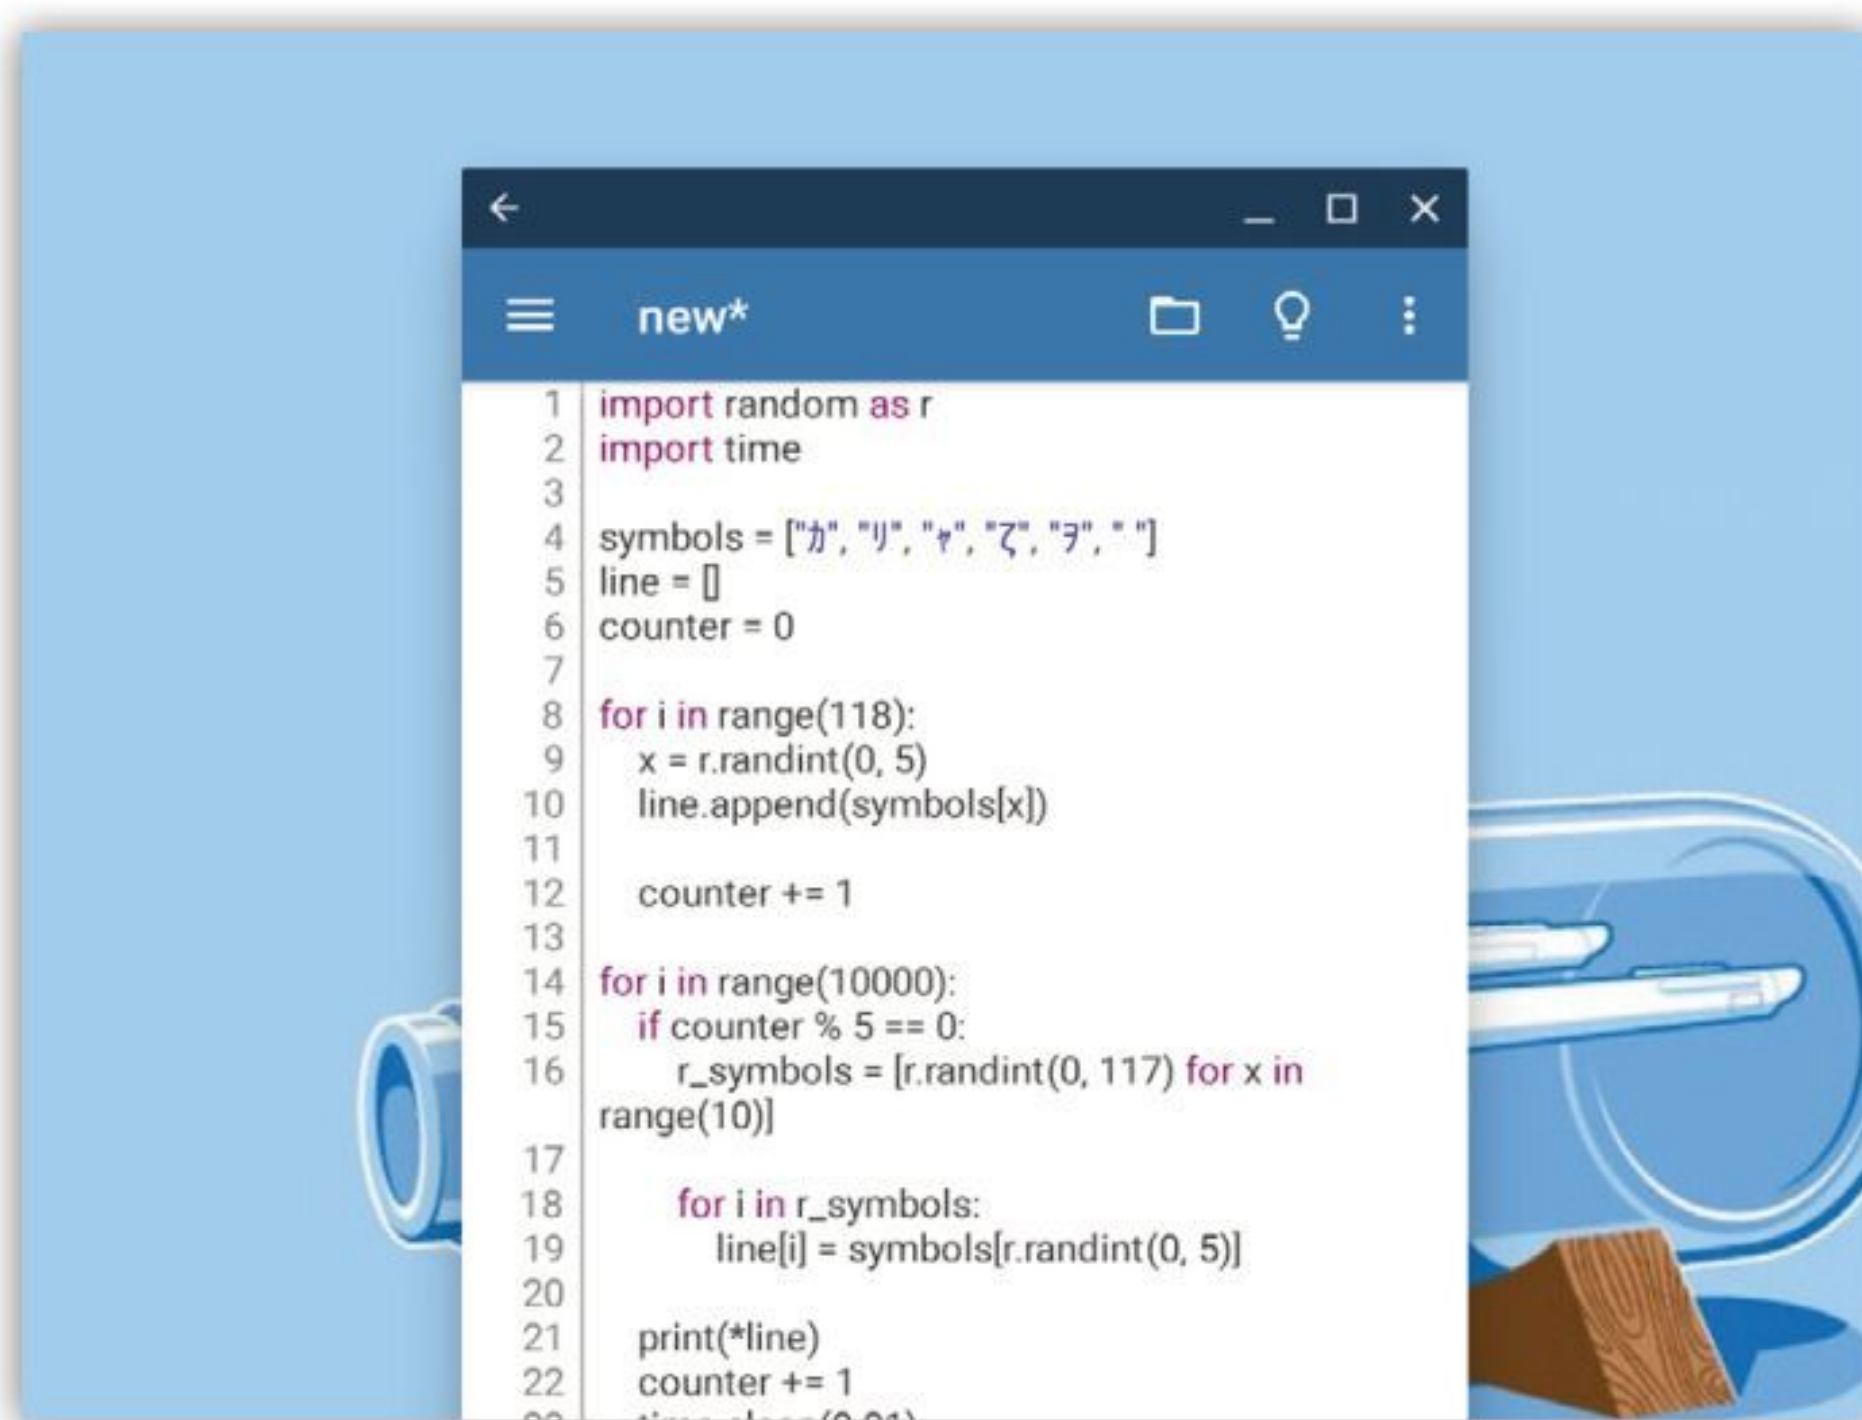 new*
1 import random as r
2 import time
3
4 symbols = ["カ", "リ", "ャ", "ζ", "ヲ", " "]
5 line = []
6 counter = 0
7
8 for i in range(118):
9 x = r.randint(0, 5)
10 line.append(symbols[x])
11
12 counter += 1
13
14 for i in range(10000):
15 if counter % 5 == 0:
16 r_symbols = [r.randint(0, 117) for x in
range(10)]
17
18 for i in r_symbols:
19 line[i] = symbols[r.randint(0, 5)]
20
21 print(*line)
22 counter += 1